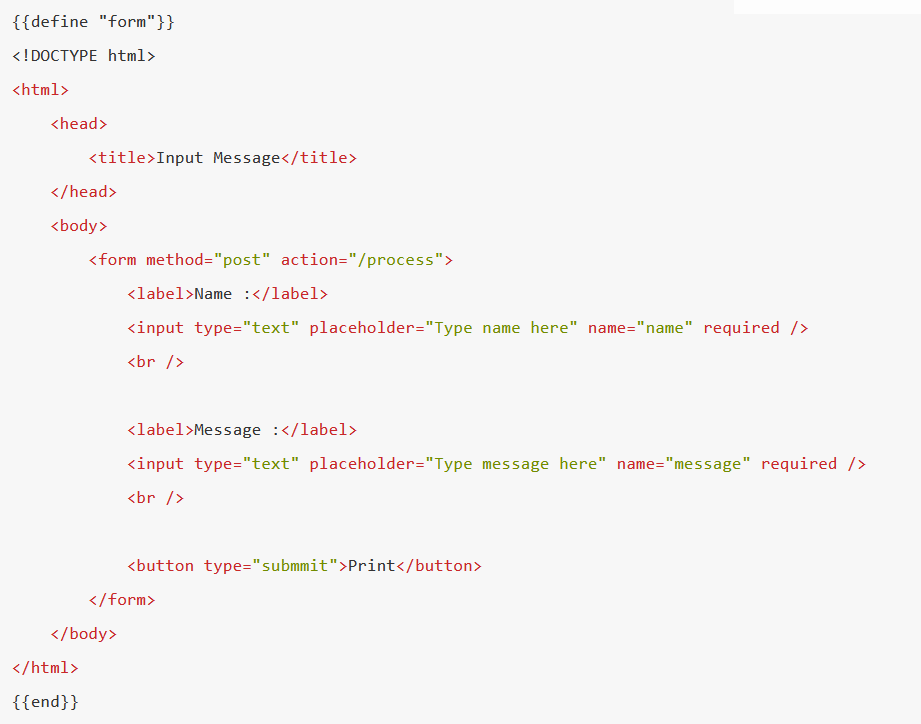 {{define "form"}}
<!DOCTYPE html>
<html>
    <head>
        <title>Input Message</title>
    </head>
    <body>
        <form method="post" action="/process">
            <label>Name :</label>
            <input type="text" placeholder="Type name here" name="name" required />
            <br />

            <label>Message :</label>
            <input type="text" placeholder="Type message here" name="message" required />
            <br />

            <button type="submmit">Print</button>
        </form>
    </body>
</html>
{{end}}